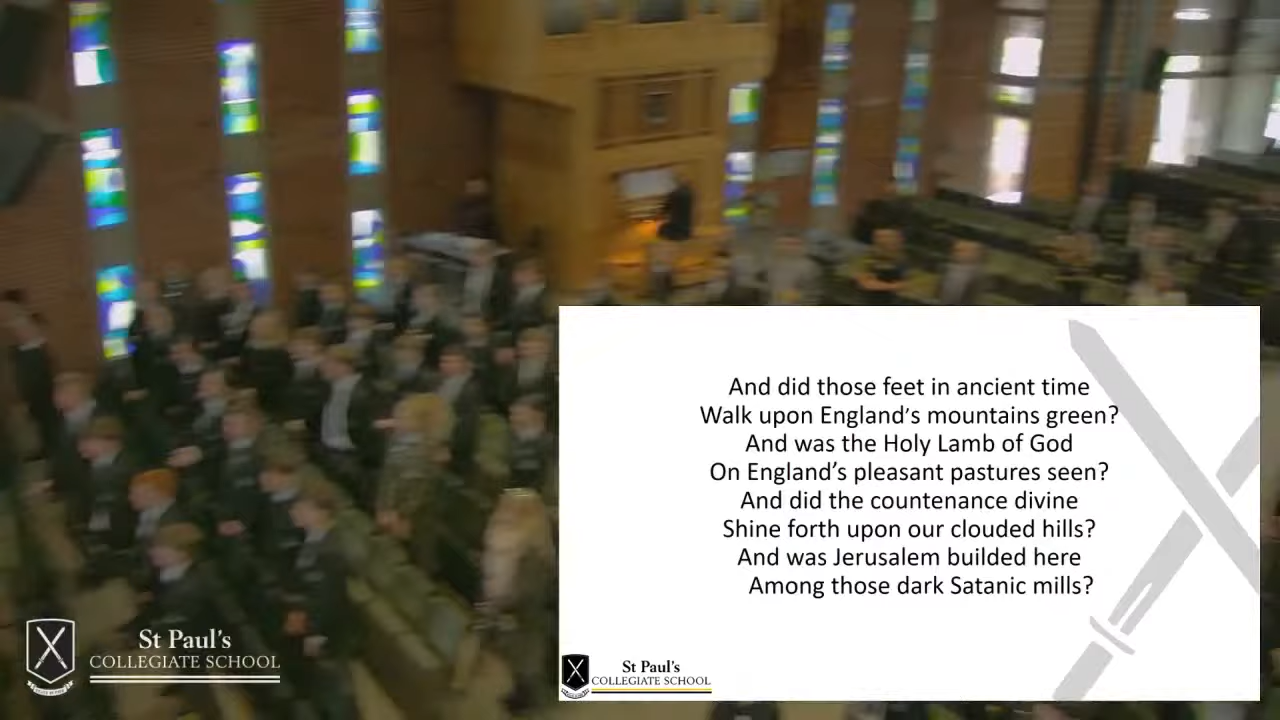 And did those feet in ancient time
Walk upon England's mountains green?
And was the Holy Lamb of God
On England's pleasant pastures seen?
And did the countenance divine
Shine forth upon our clouded hills?
And was Jerusalem builded here
Among those dark Satanic mills?
St Paul's
COLLEGIATE SCHOOL
St Paul's
COLLEGIATE SCHOOL